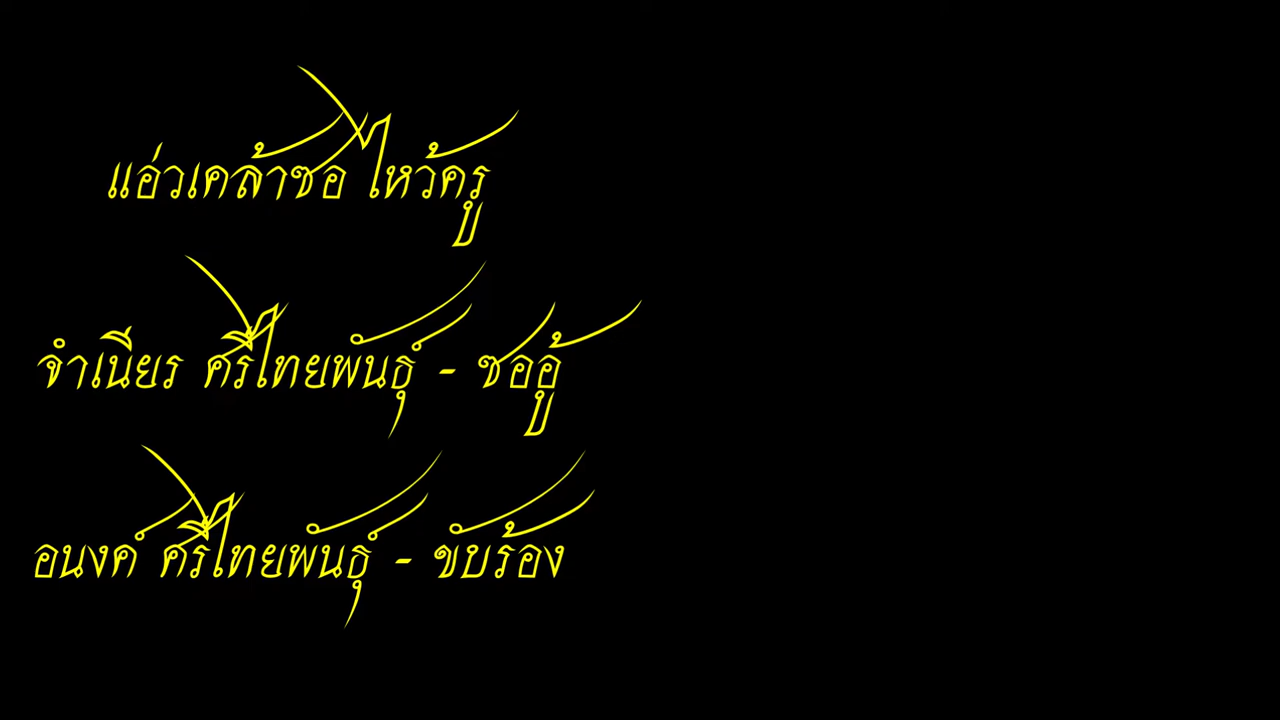 แอ่วเคล้าซอ ไหว้ครู
จำเนียร ศรีไทยพันธุ์ - ซออู้
อนงค์ ศรีไทยพันธุ์ - ขับร้อง